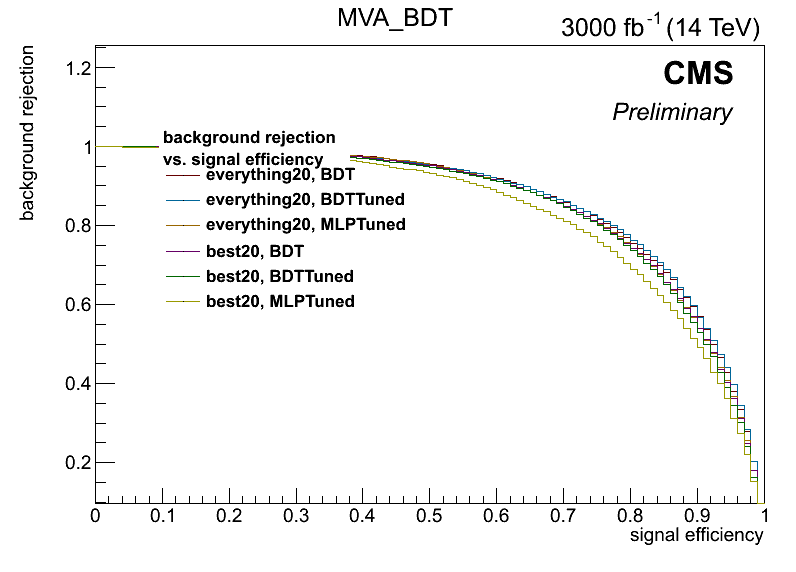 MVA_BDT
3000 fb-1 (14 TeV)
CMS
Preliminary
background rejection
1.2
1
0.8
0.6
0.4
0.2
background rejection
vs. signal efficiency
everything20, BDT
everything20, BDTTuned
everything20, MLPTuned
best20, BDT
best20, BDTTuned
best20, MLPTuned
0 0.1 0.2 0.3 0.4 0.5 0.6 0.7 0.8 0.9 1
signal efficiency